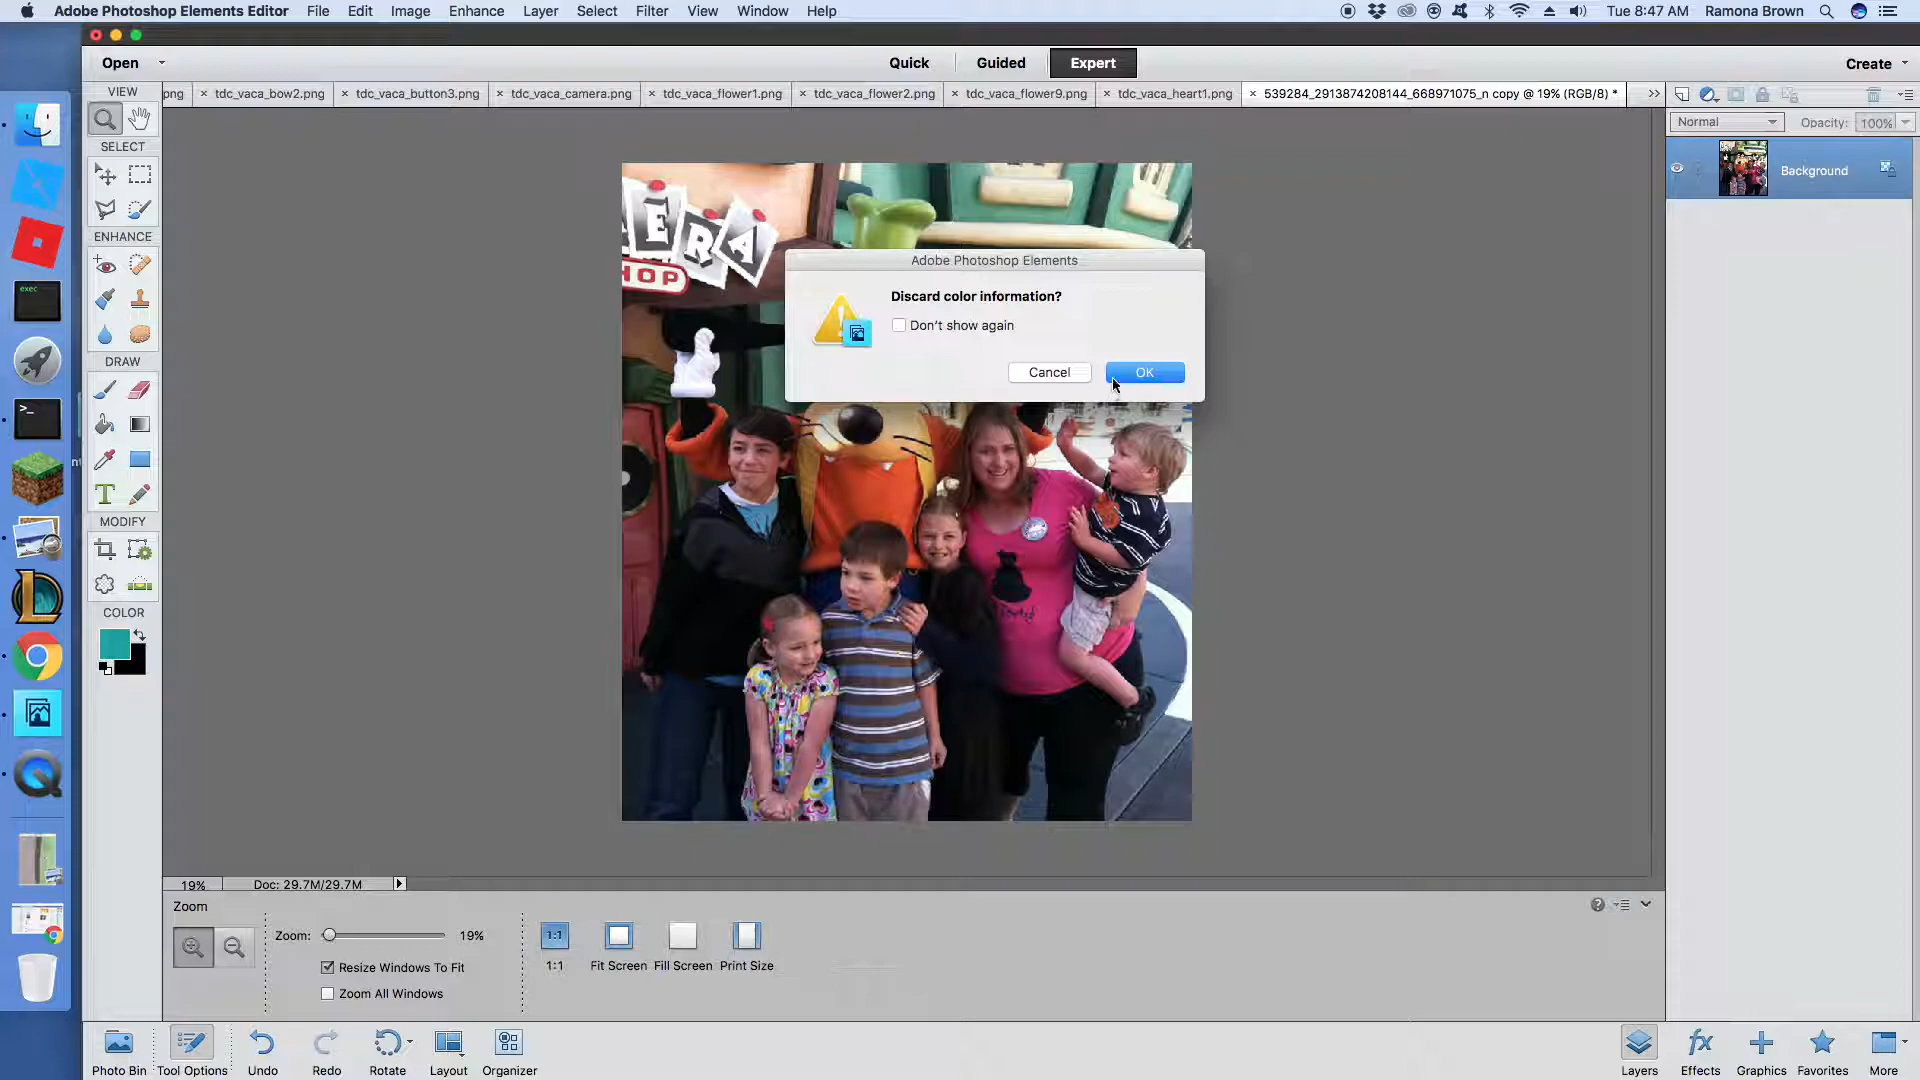 Adobe Photoshop Elements Editor File Edit Image Enhance Layer Select Filter View Window Help Tue 8:47 AM Ramona Brown
Open Quick Guided Expert Create
png × tdc_vaca_bow2.png × tdc_vaca_button3.png × tdc_vaca_camera.png × tdc_vaca_flower1.png × tdc_vaca_flower2.png × tdc_vaca_flower9.png × tdc_vaca_heart1.png × 539284_2913874208144_668971075_n copy @ 19% (RGB/8) * >>
VIEW
Normal Opacity: 100%
SELECT
Background
ENHANCE
ERA
HOP
Adobe Photoshop Elements
Discard color information?
Don't show again
Cancel OK
exec
DRAW
>_
T
MODIFY
COLOR
19% Doc: 29.7M/29.7M
Zoom
Zoom: 19%
1:1
1:1 Fit Screen Fill Screen Print Size
Resize Windows To Fit
Zoom All Windows
fx
Photo Bin Tool Options Undo Redo Rotate Layout Organizer Layers Effects Graphics Favorites More